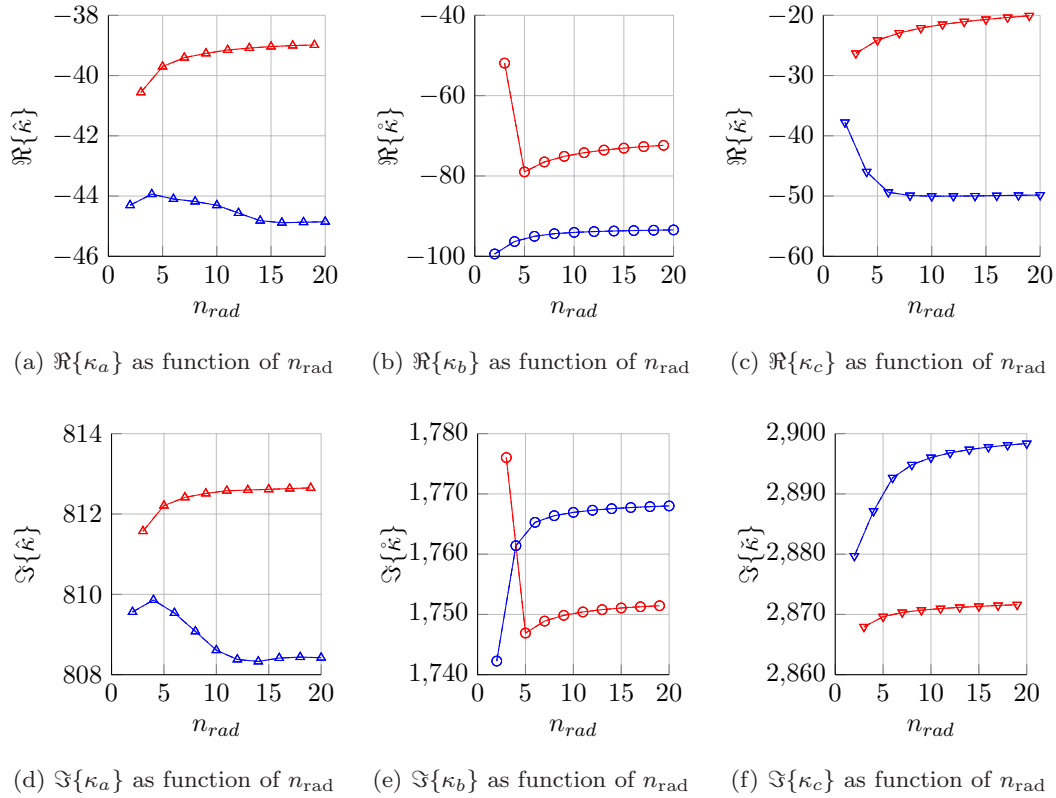 −38
−40
−42
−44
−46
0 5 10 15 20
n_rad
ℜ{κ̂}
−40
−60
−80
−100
0 5 10 15 20
n_rad
ℜ{κ̊}
−20
−30
−40
−50
−60
0 5 10 15 20
n_rad
ℜ{κ̌}
(a) ℜ{κ_a} as function of n_rad
(b) ℜ{κ_b} as function of n_rad
(c) ℜ{κ_c} as function of n_rad
814
812
810
808
0 5 10 15 20
n_rad
ℑ{κ̂}
1,780
1,770
1,760
1,750
1,740
0 5 10 15 20
n_rad
ℑ{κ̊}
2,900
2,890
2,880
2,870
2,860
0 5 10 15 20
n_rad
ℑ{κ̌}
(d) ℑ{κ_a} as function of n_rad
(e) ℑ{κ_b} as function of n_rad
(f) ℑ{κ_c} as function of n_rad